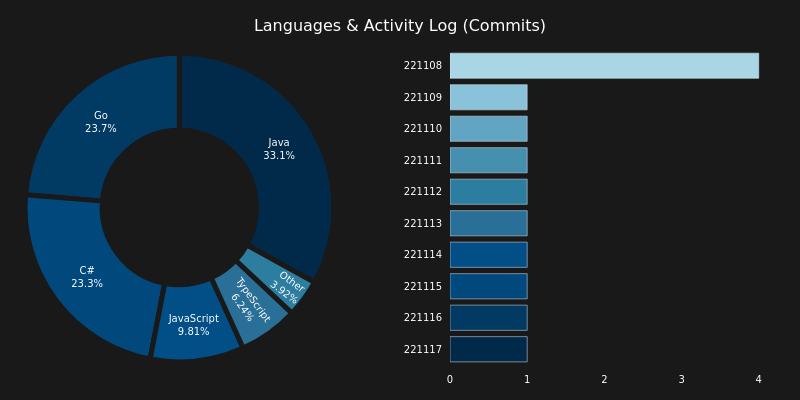 Languages & Activity Log (Commits)
Go
23.7%
Java
33.1%
C#
23.3%
JavaScript
9.81%
TypeScript
6.24%
Other
3.92%
221108
221109
221110
221111
221112
221113
221114
221115
221116
221117
0 1 2 3 4